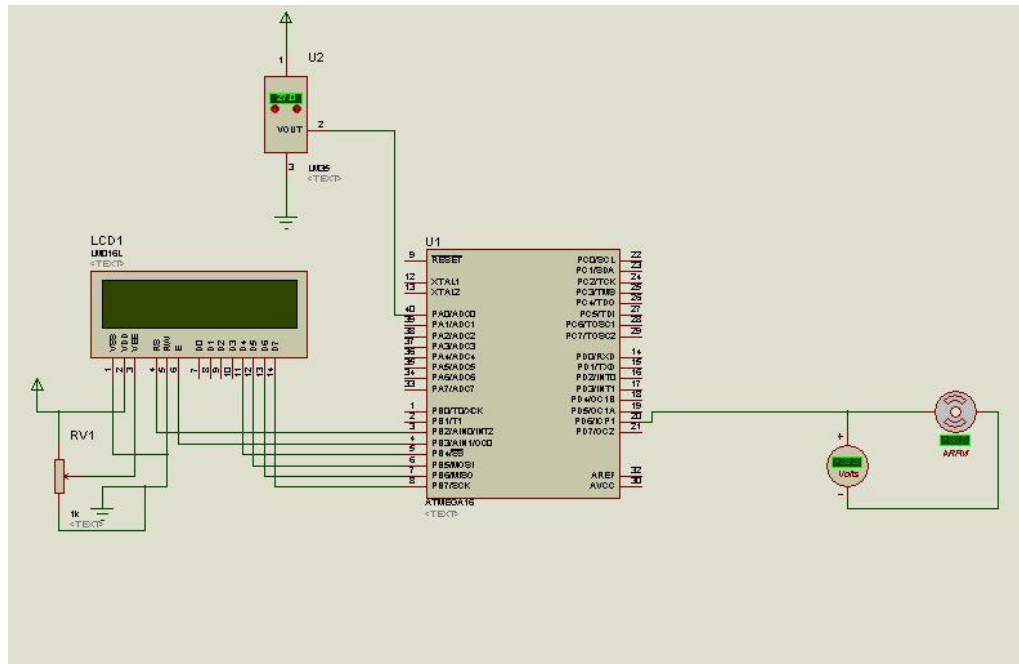 U2
1
27.0
VOUT
2
3
LM35
<TEXT>
LCD1
LM016L
<TEXT>
VSS
VDD
VEE
RS
RW
E
D0
D1
D2
D3
D4
D5
D6
D7
1
2
3
4
5
6
7
8
9
10
11
12
13
14
RV1
1k
<TEXT>
U1
9 RESET
12 XTAL1
13 XTAL2
40 PA0/ADC0
39 PA1/ADC1
38 PA2/ADC2
37 PA3/ADC3
36 PA4/ADC4
35 PA5/ADC5
34 PA6/ADC6
33 PA7/ADC7
1 PB0/T0/XCK
2 PB1/T1
3 PB2/AIN0/INT2
4 PB3/AIN1/OC0
5 PB4/SS
6 PB5/MOSI
7 PB6/MISO
8 PB7/SCK
PC0/SCL 22
PC1/SDA 23
PC2/TCK 24
PC3/TMS 25
PC4/TDO 26
PC5/TDI 27
PC6/TOSC1 28
PC7/TOSC2 29
PD0/RXD 14
PD1/TXD 15
PD2/INT0 16
PD3/INT1 17
PD4/OC1B 18
PD5/OC1A 19
PD6/ICP1 20
PD7/OC2 21
AREF 32
AVCC 30
ATMEGA16
<TEXT>
+
Volts
-